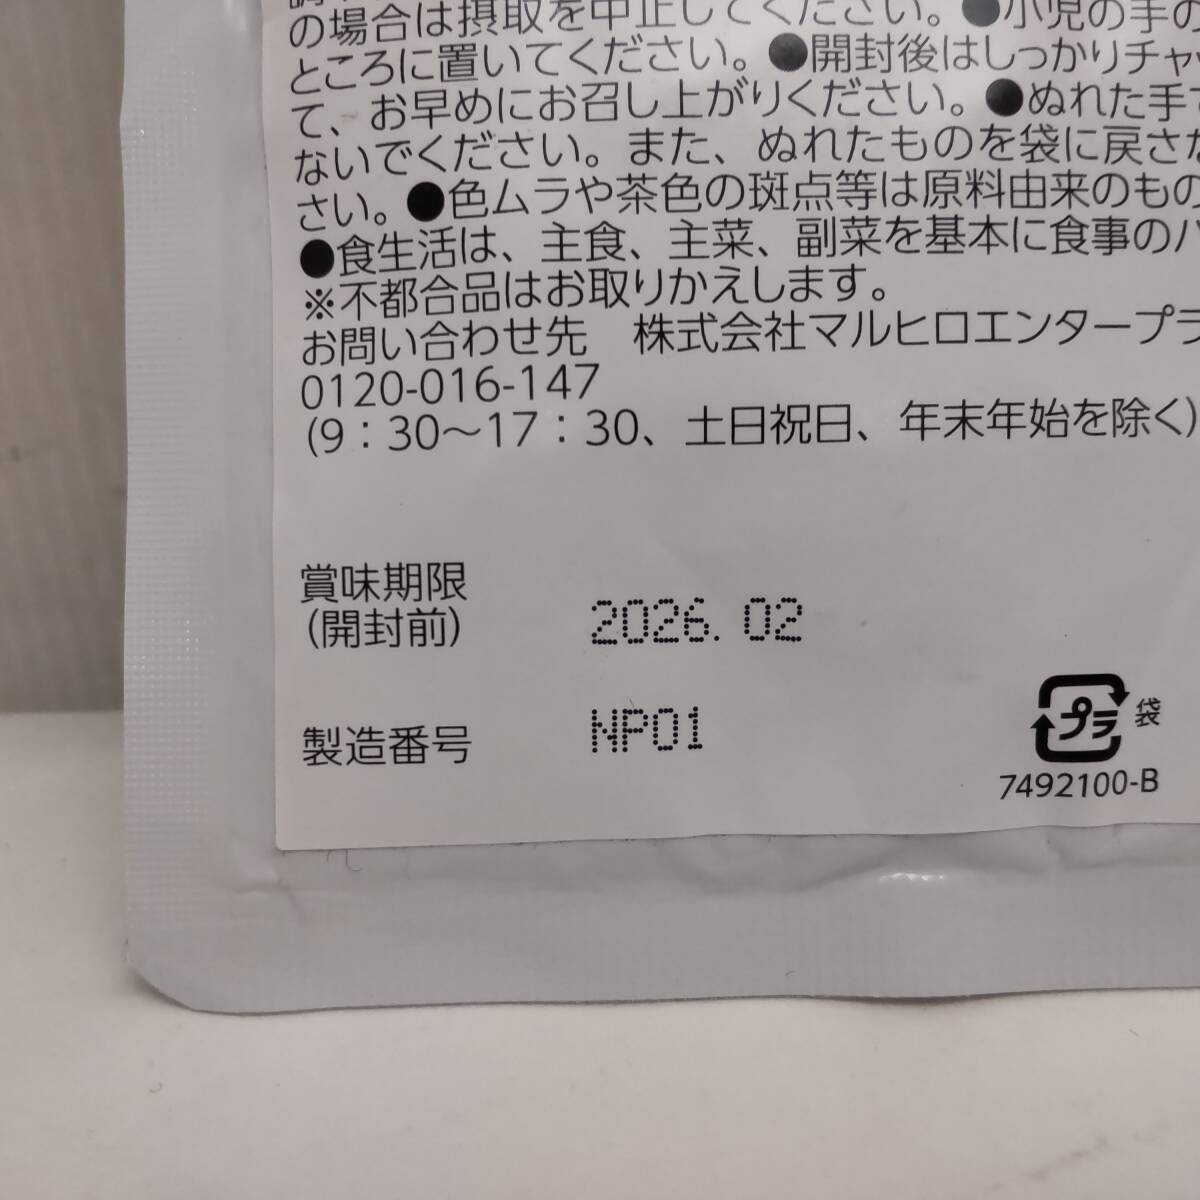 の場合は摂取を中止してください。●小児の手の
ところに置いてください。●開封後はしっかりチャ
て、お早めにお召し上がりください。●ぬれた手
ないでください。また、ぬれたものを袋に戻さな
さい。●色ムラや茶色の斑点等は原料由来のもの
●食生活は、主食、主菜、副菜を基本に食事のバ
※不都合品はお取りかえします。
お問い合わせ先 株式会社マルヒロエンタープラ
0120-016-147
(9：30～17：30、土日祝日、年末年始を除く)
賞味期限
(開封前)
2026. 02
製造番号
NP01
プラ
袋
7492100-B